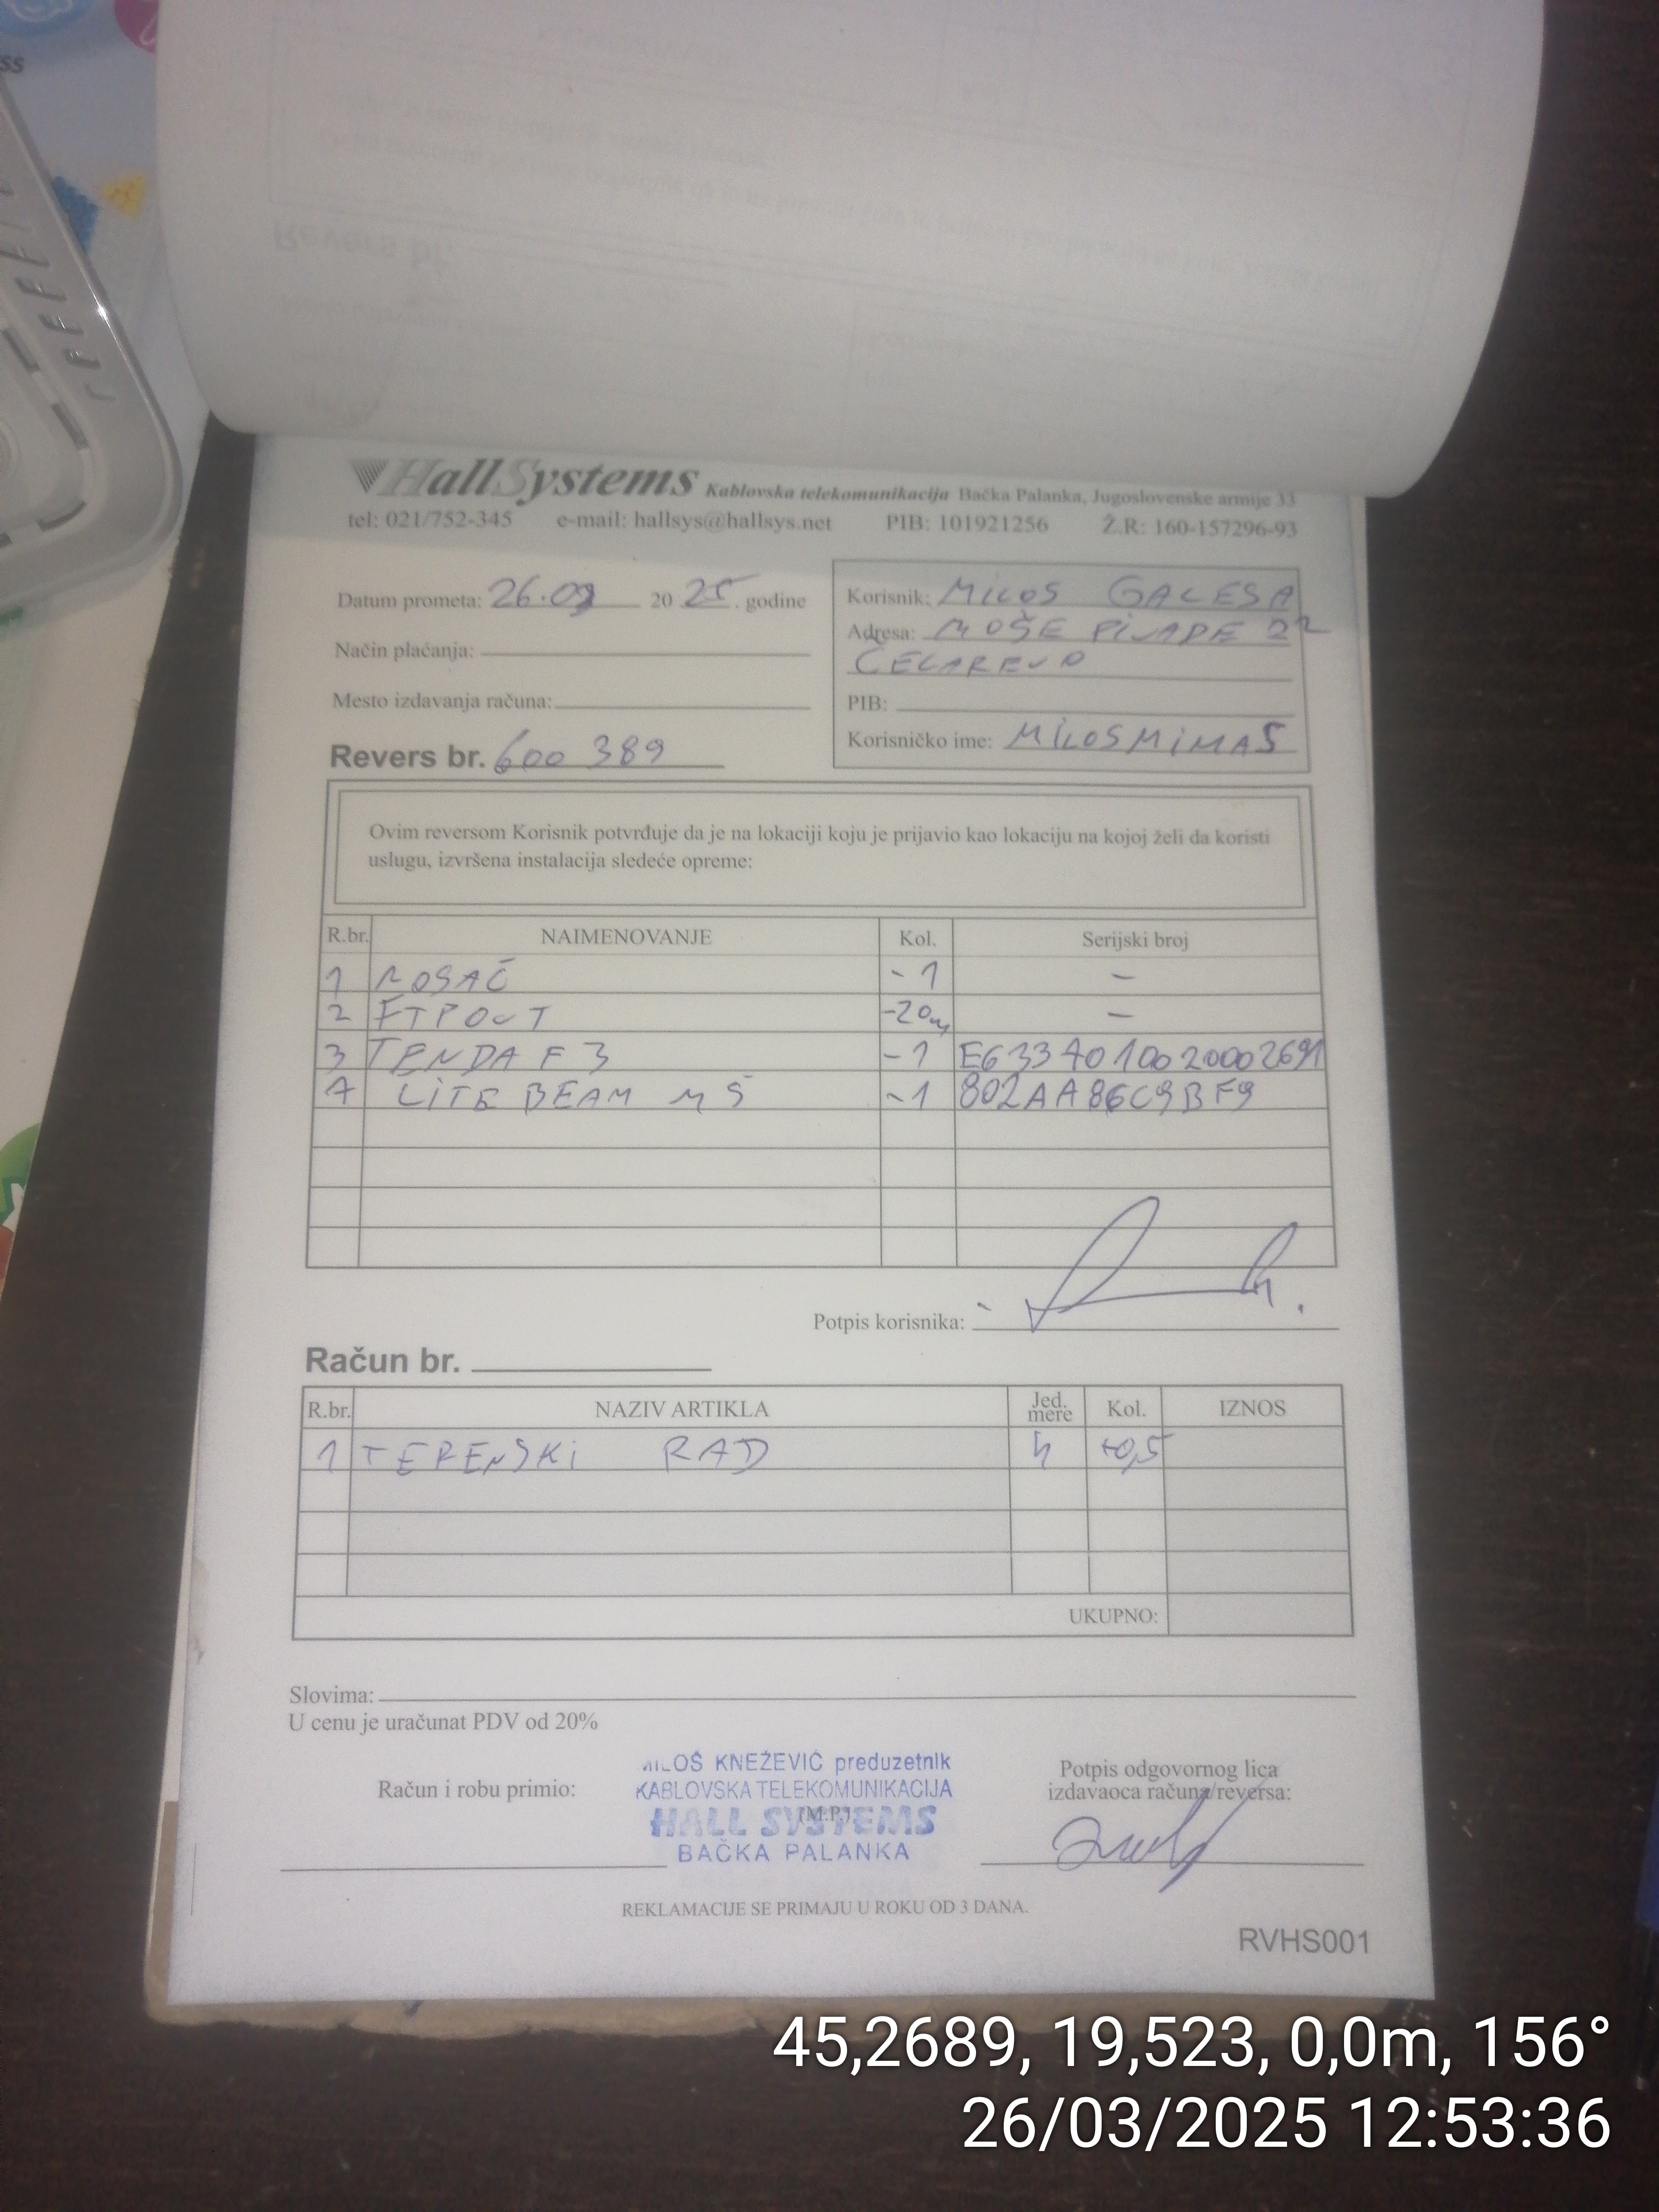 HallSystems Kablovska telekomunikacija Bačka Palanka, Jugoslovenske armije 33
tel: 021/752-345 e-mail: hallsys@hallsys.net PIB: 101921256 Ž.R: 160-157296-93
Datum prometa: 26.03 20 25. godine
Korisnik: MILOS GALESA
Adresa: MOŠE PIJADE 22
ČELAREVO
Način plaćanja:
Mesto izdavanja računa:
PIB:
Korisničko ime: MILOSMIMAS
Revers br. 600 389
Ovim reversom Korisnik potvrđuje da je na lokaciji koju je prijavio kao lokaciju na kojoj želi da koristi
uslugu, izvršena instalacija sledeće opreme:
R.br. NAIMENOVANJE Kol. Serijski broj
1 NOSAČ -1 -
2 FTP OUT -20m -
3 TENDA F3 -1 E6337010020002691
4 LITE BEAM M5 -1 802AA86C9BF9
Potpis korisnika:
Račun br.
R.br. NAZIV ARTIKLA Jed. mere Kol. IZNOS
1 TERENSKI RAD h +0,5
UKUPNO:
Slovima:
U cenu je uračunat PDV od 20%
MILOŠ KNEŽEVIĆ preduzetnik
KABLOVSKA TELEKOMUNIKACIJA
(M.P.)
HALL SYSTEMS
BAČKA PALANKA
Račun i robu primio:
Potpis odgovornog lica
izdavaoca računa/reversa:
REKLAMACIJE SE PRIMAJU U ROKU OD 3 DANA.
RVHS001
45,2689, 19,523, 0,0m, 156°
26/03/2025 12:53:36